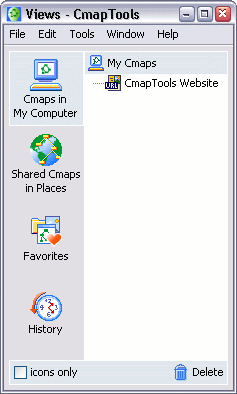 Views - CmapTools
File Edit Tools Window Help
Cmaps in
My Computer
Shared Cmaps
in Places
Favorites
History
My Cmaps
URL
CmapTools Website
icons only
Delete